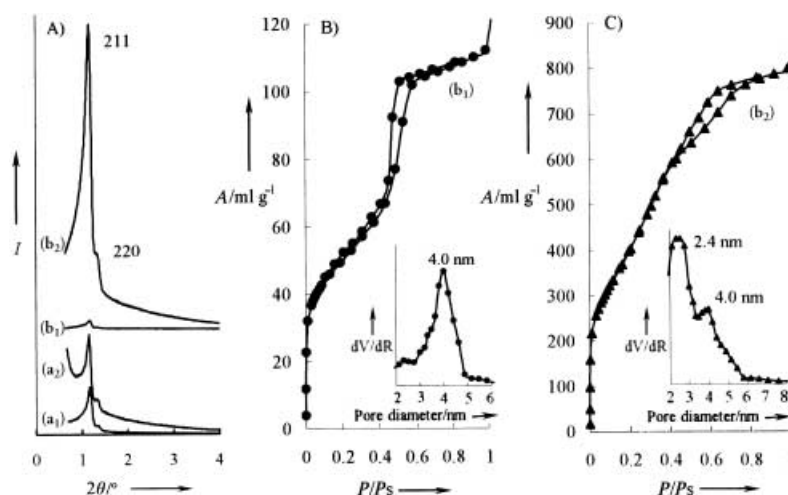 A)
120
211
220
I
(b₂)
(b₁)
(a₂)
(a₁)
0
1
2
3
4
2θ/°
B)
120
100
80
60
40
20
0
A/ml g⁻¹
(b₁)
4.0 nm
dV/dR
2 3 4 5 6
Pore diameter/nm
0 0.2 0.4 0.6 0.8 1
P/Ps
C)
900
800
700
600
500
400
300
200
100
0
A/ml g⁻¹
(b₂)
2.4 nm
4.0 nm
dV/dR
2 3 4 5 6 7 8
Pore diameter/nm
0 0.2 0.4 0.6 0.8 1
P/Ps